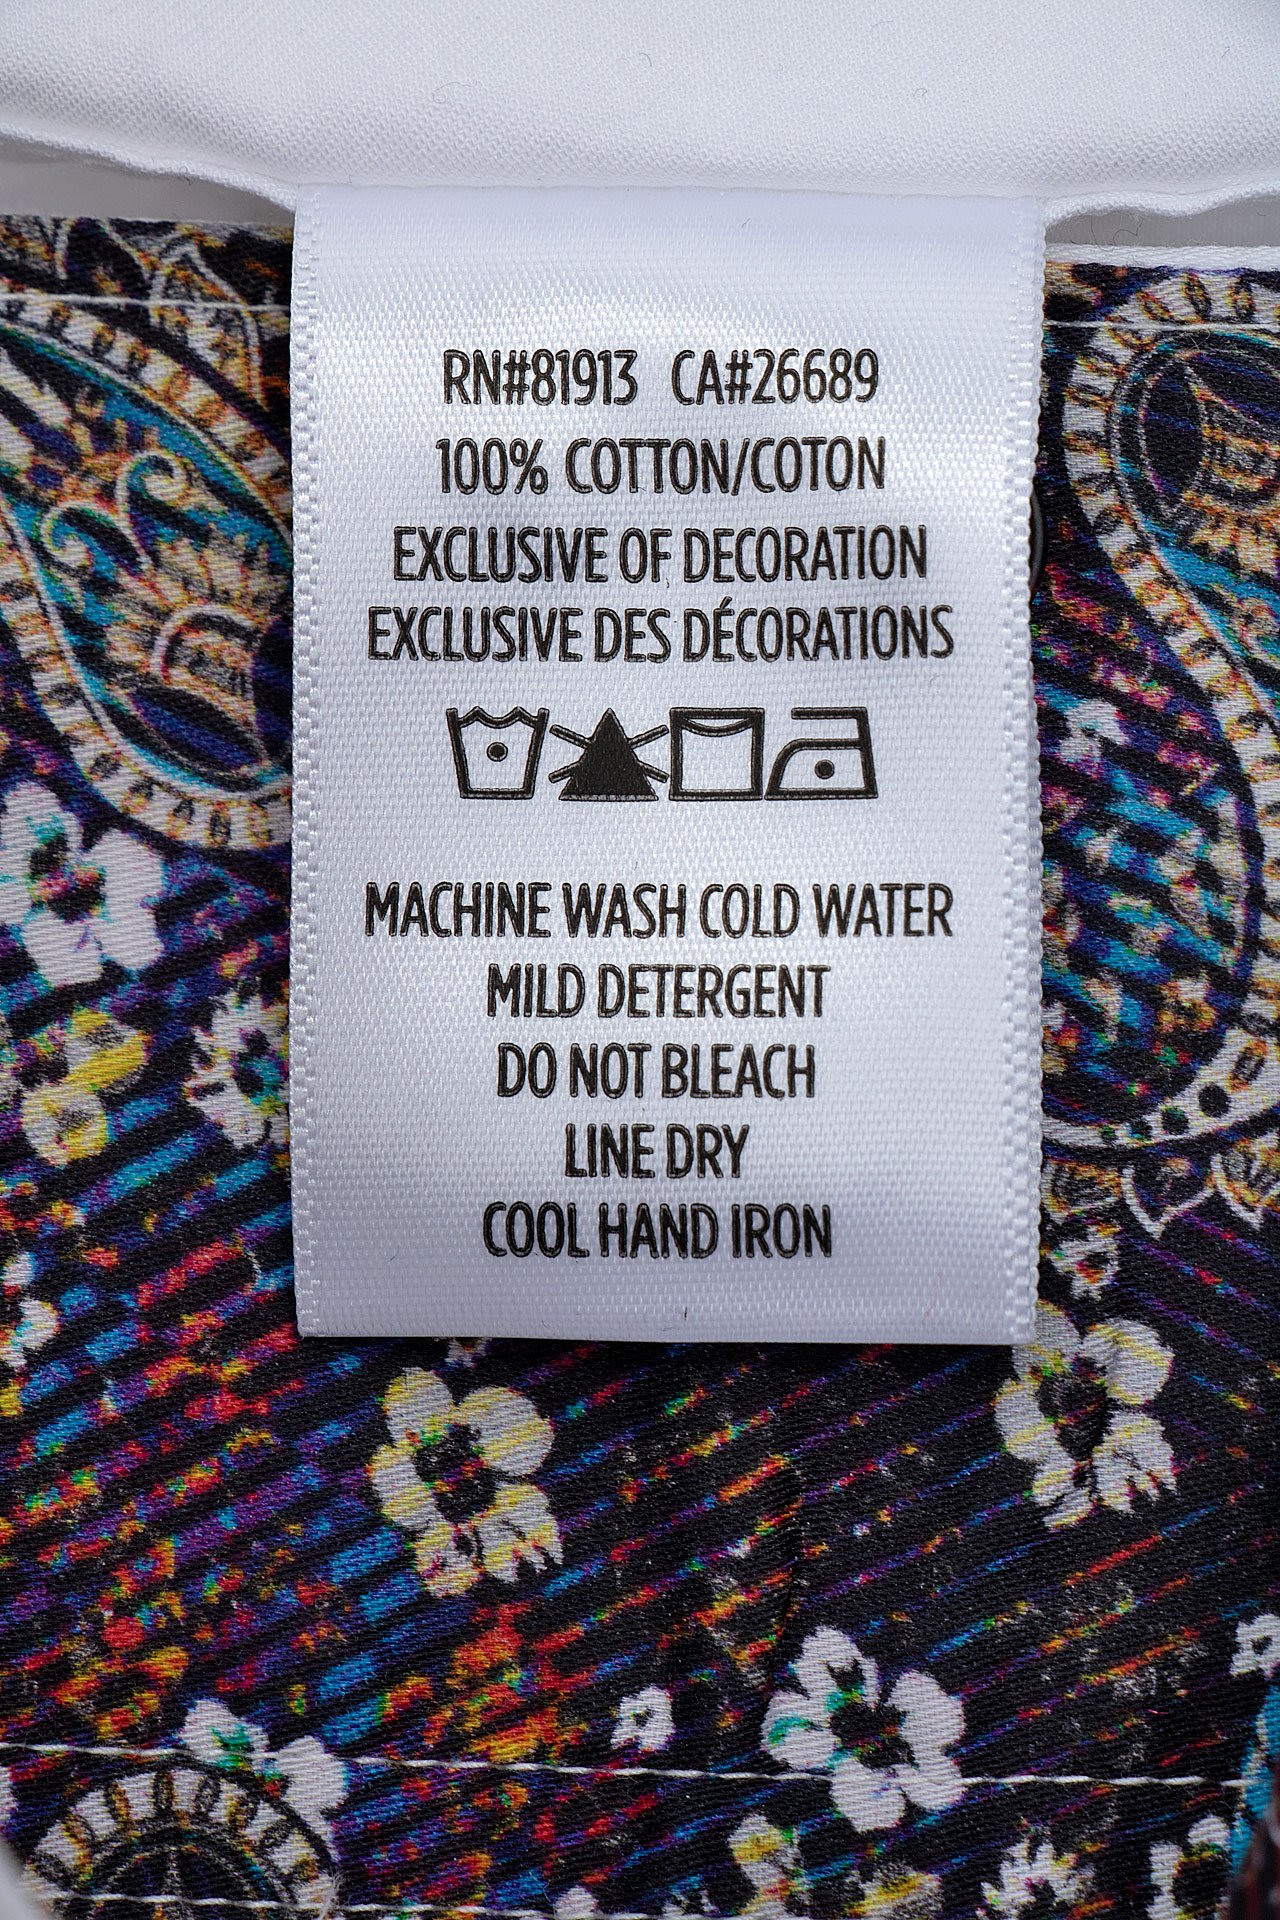 RN#81913 CA#26689
100% COTTON/COTON
EXCLUSIVE OF DECORATION
EXCLUSIVE DES DÉCORATIONS
MACHINE WASH COLD WATER
MILD DETERGENT
DO NOT BLEACH
LINE DRY
COOL HAND IRON